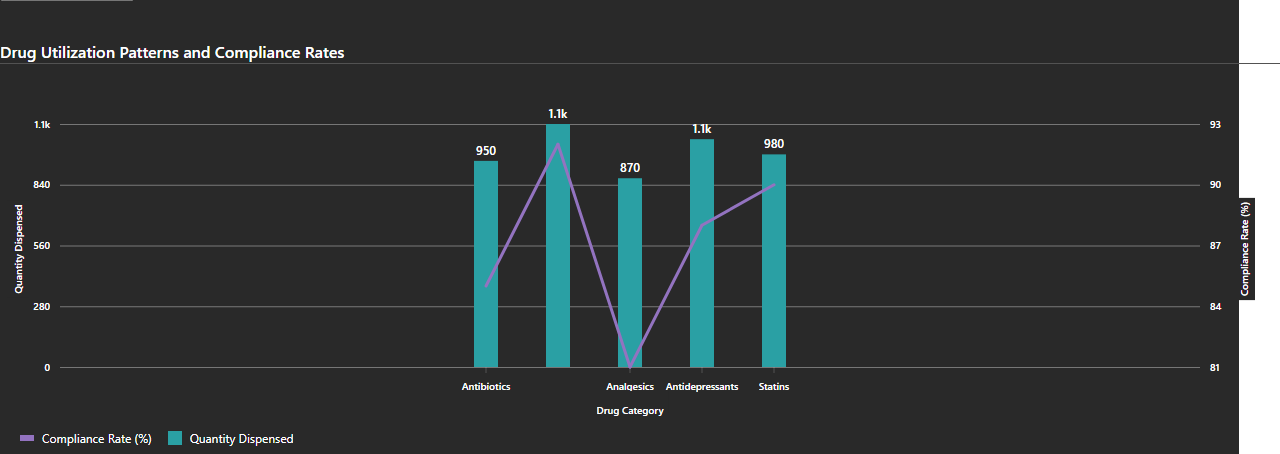 Drug Utilization Patterns and Compliance Rates
1.1k
1.1k
950
980
870
1.1k
840
560
280
0
93
90
87
84
81
Quantity Dispensed
Compliance Rate (%)
Antibiotics
Analgesics
Antidepressants
Statins
Drug Category
Compliance Rate (%)
Quantity Dispensed